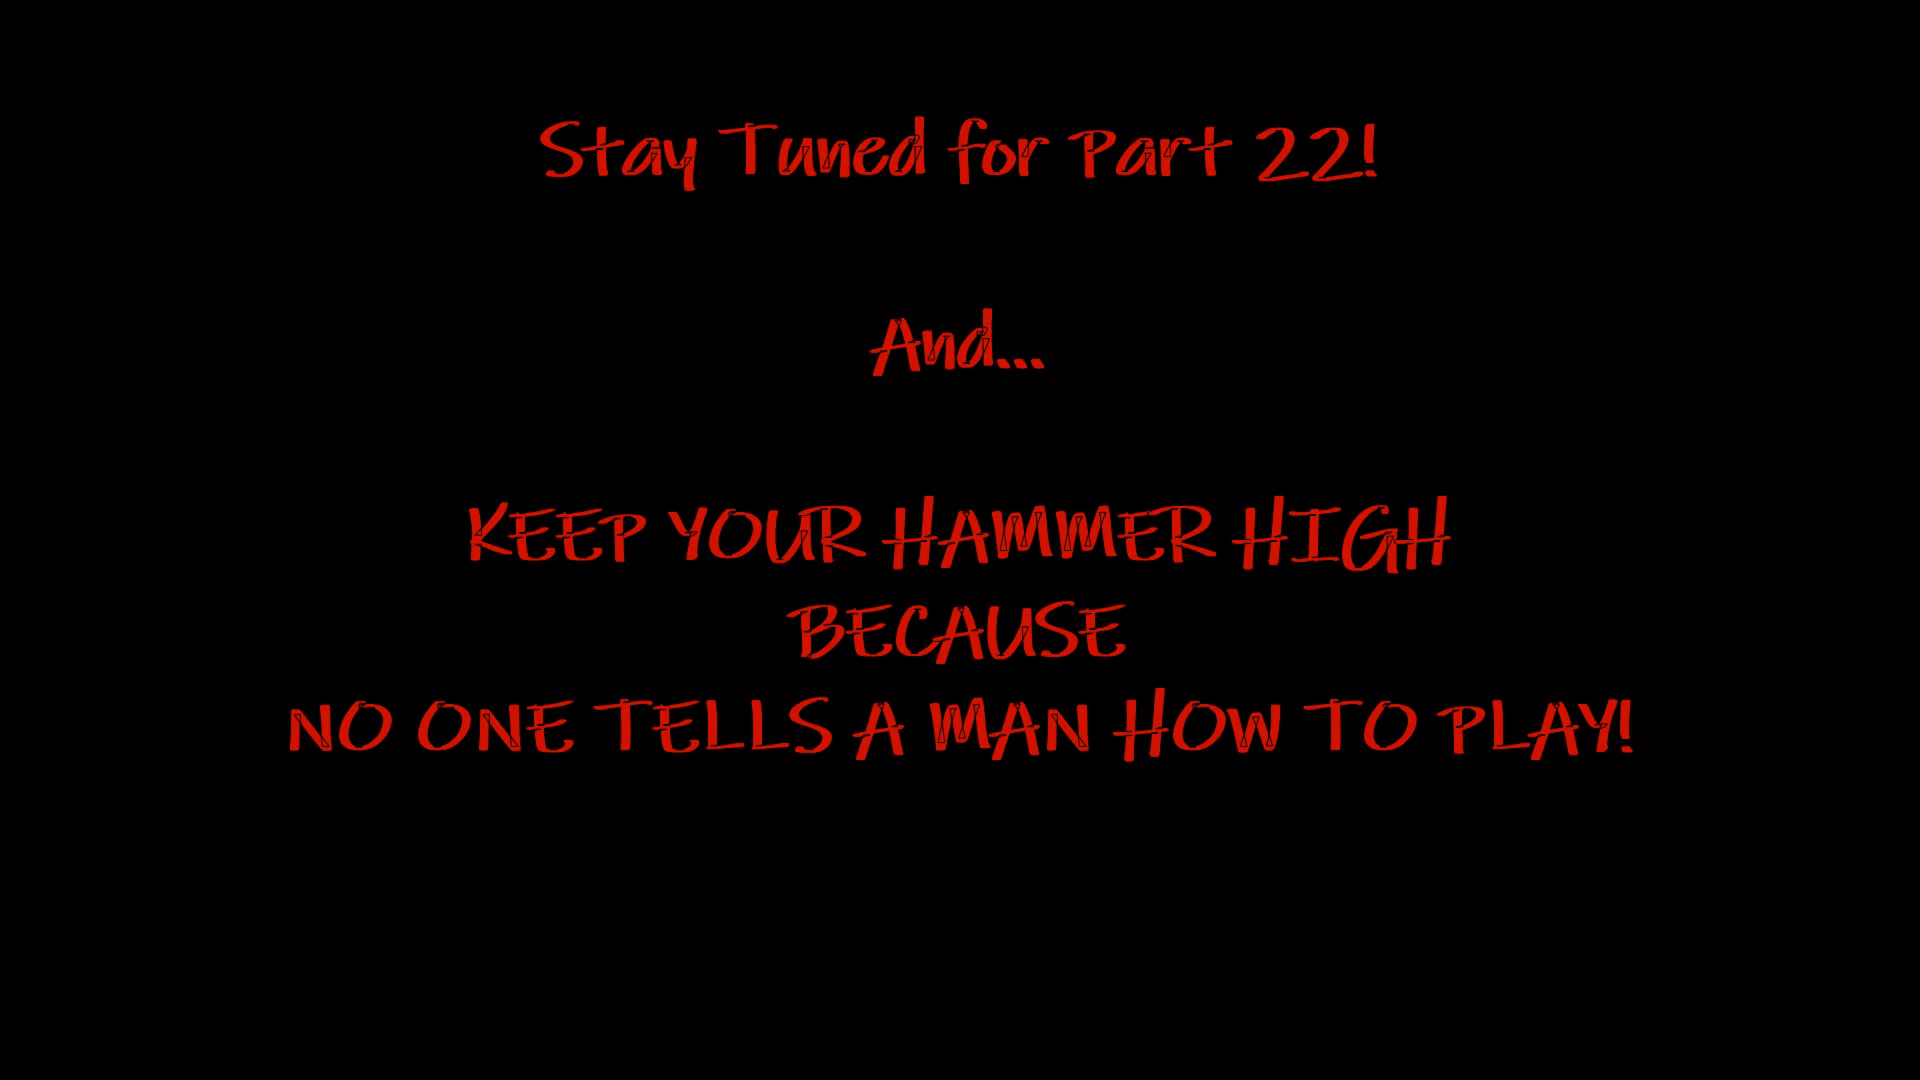 Stay Tuned for Part 22!
And...
KEEP YOUR HAMMER HIGH
BECAUSE
NO ONE TELLS A MAN HOW TO PLAY!